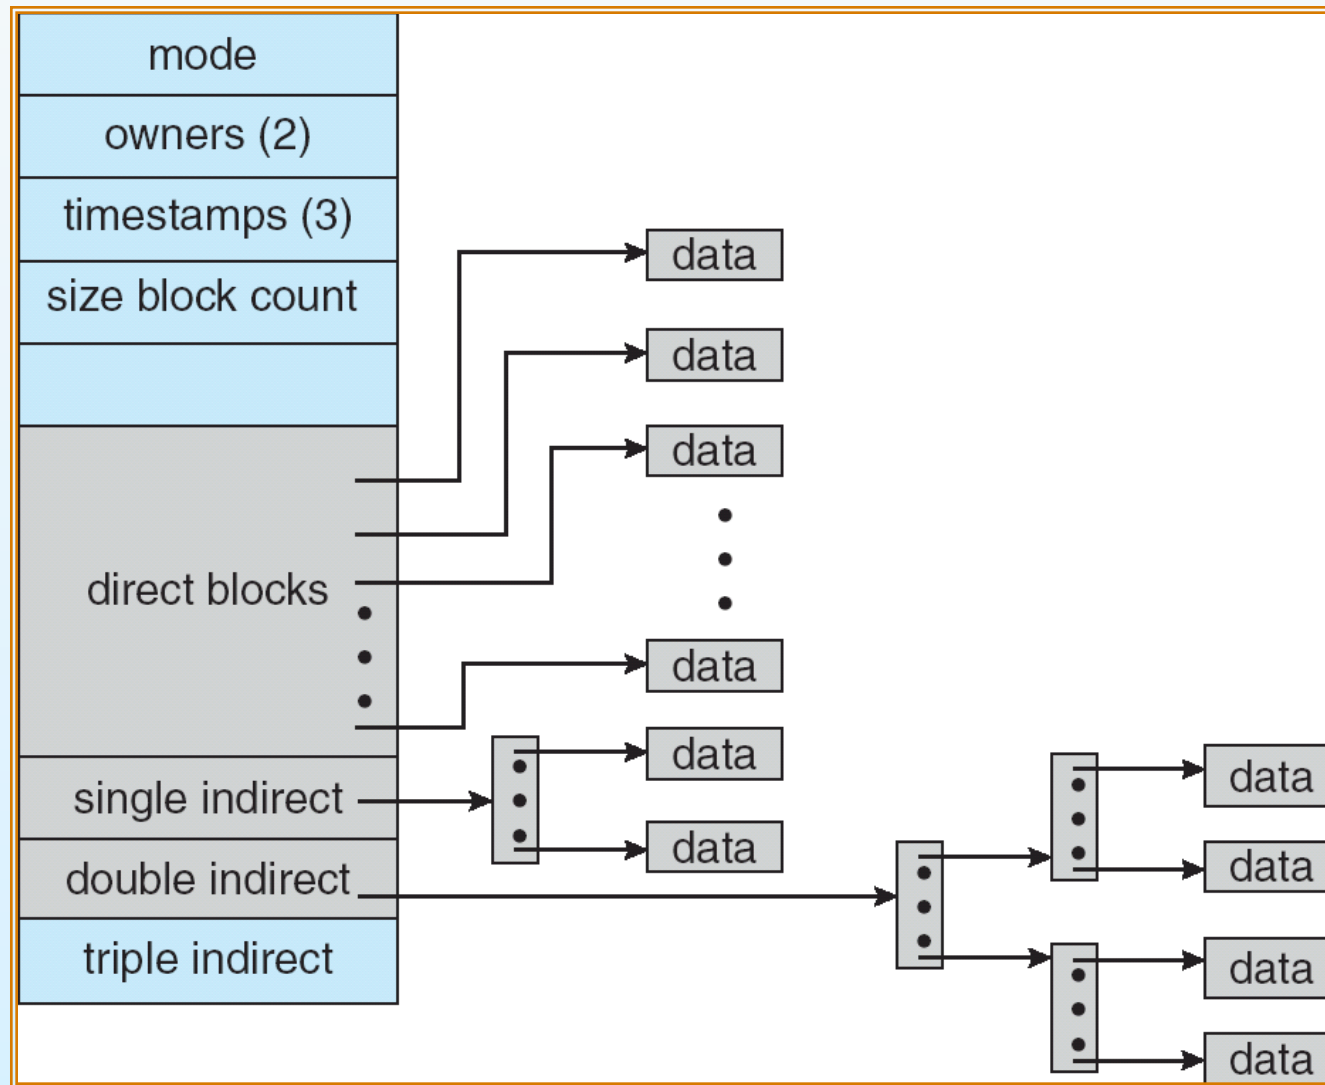 mode
owners (2)
timestamps (3)
size block count
direct blocks
single indirect
double indirect
triple indirect
data
data
data
data
data
data
data
data
data
data